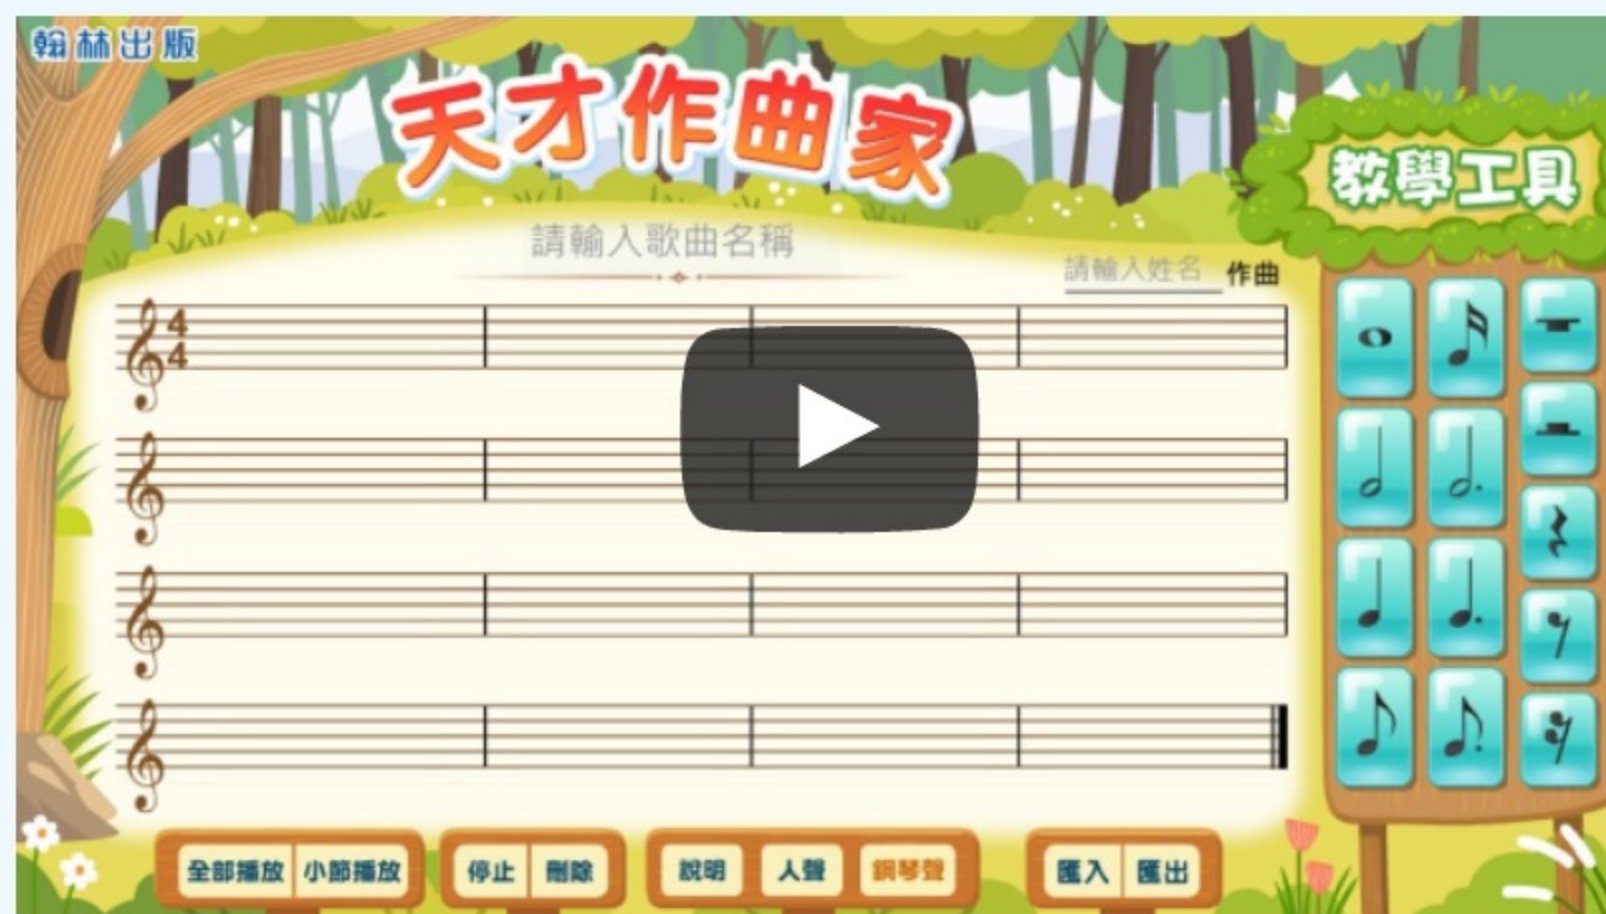 翰林出版
天才作曲家
教學工具
請輸入歌曲名稱
請輸入姓名 作曲
4
4
全部播放 小節播放 停止 刪除 說明 人聲 鋼琴聲 匯入 匯出